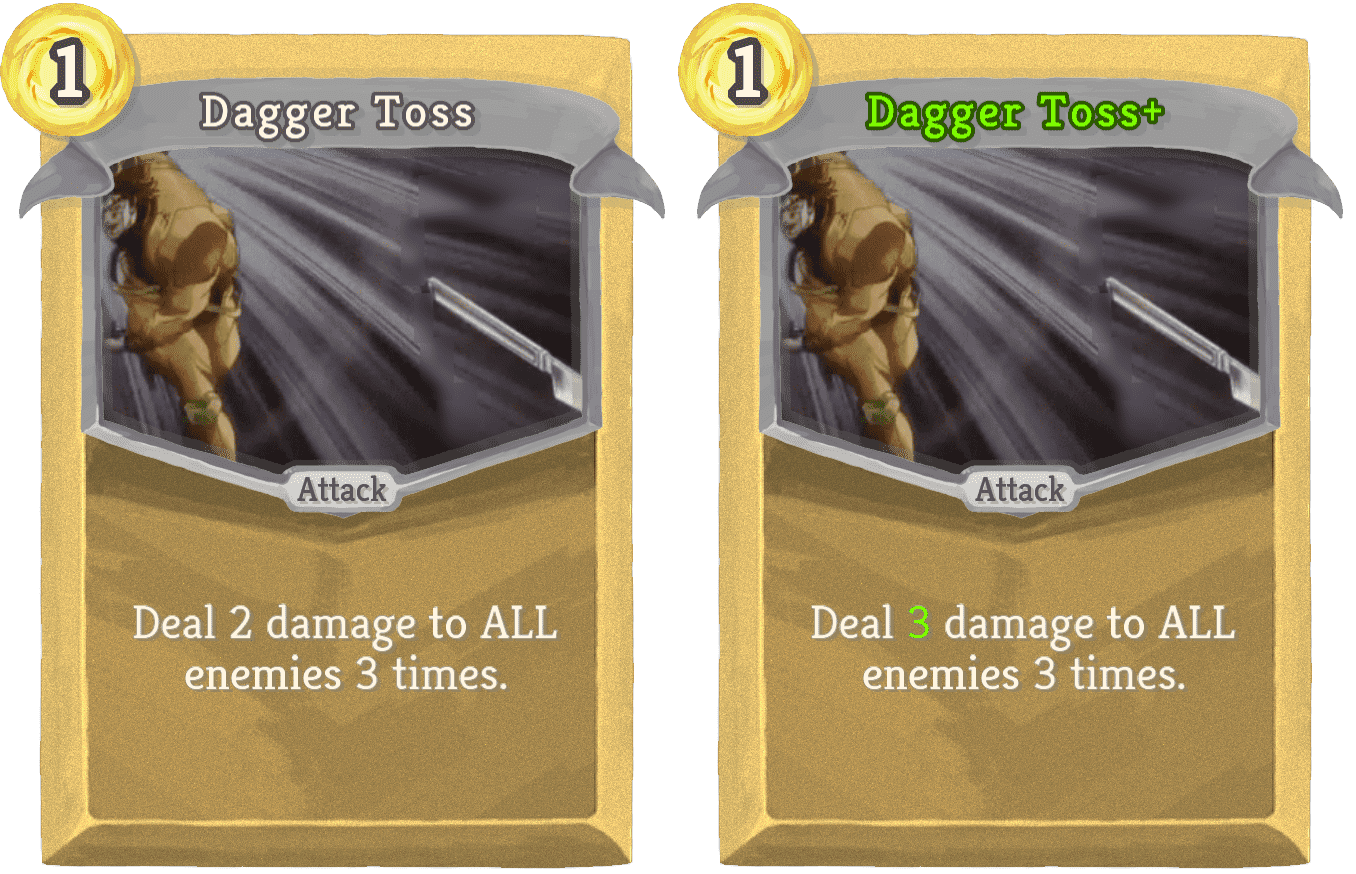 1
Dagger Toss
Attack
Deal 2 damage to ALL
enemies 3 times.
1
Dagger Toss+
Attack
Deal 3 damage to ALL
enemies 3 times.